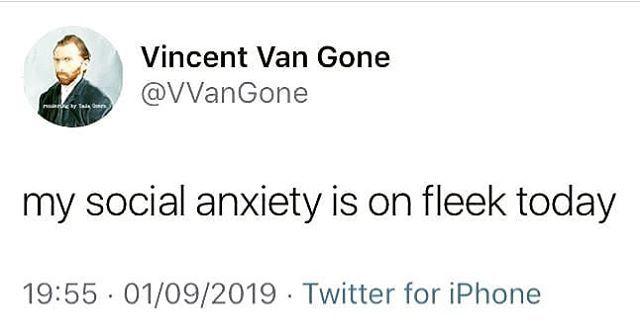 Vincent Van Gone
@VVanGone
my social anxiety is on fleek today
19:55 · 01/09/2019 · Twitter for iPhone